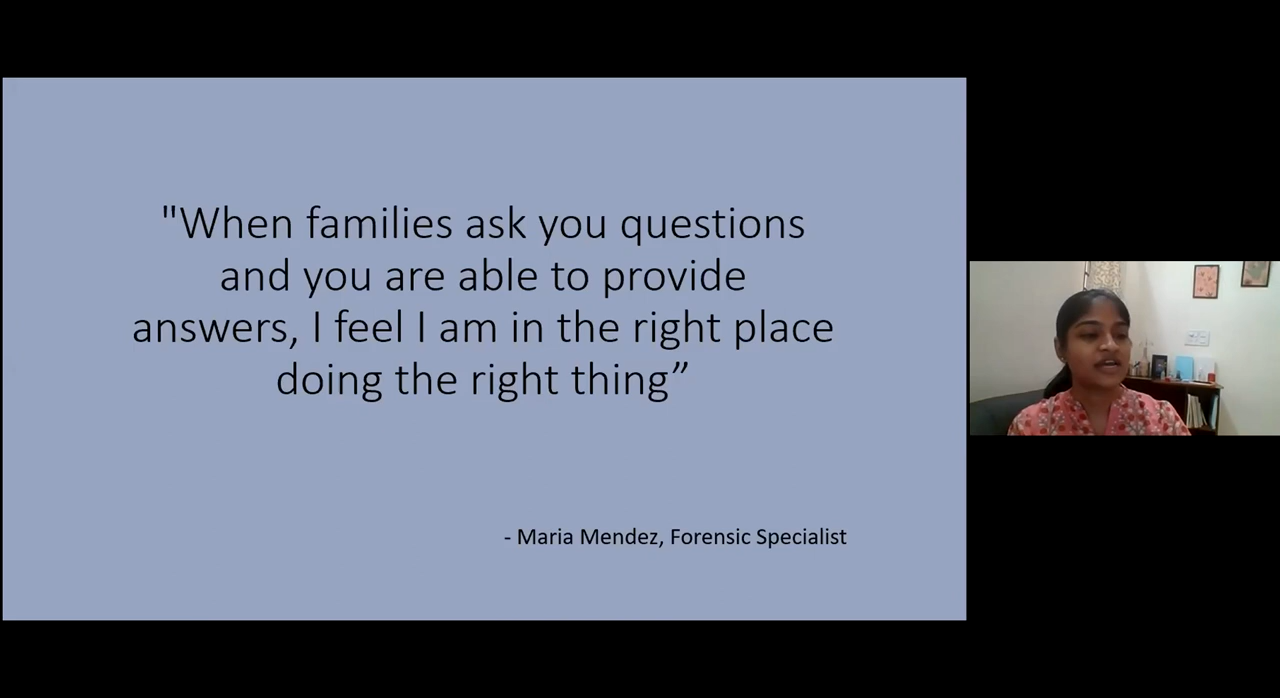 "When families ask you questions
and you are able to provide
answers, I feel I am in the right place
doing the right thing”
- Maria Mendez, Forensic Specialist